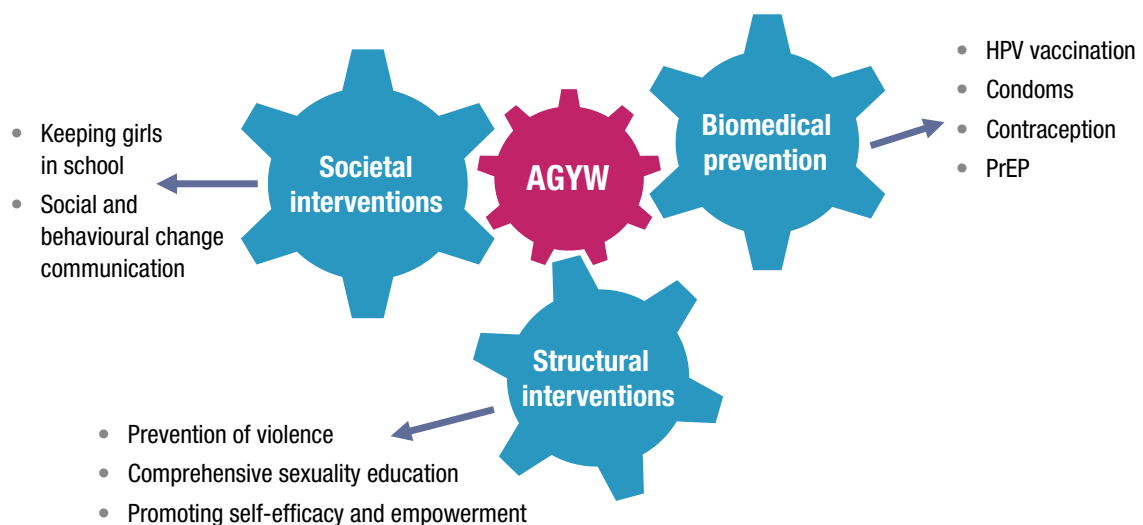 Societal
interventions
AGYW
Biomedical
prevention
Structural
interventions
• Keeping girls
in school
• Social and
behavioural change
communication
• HPV vaccination
• Condoms
• Contraception
• PrEP
• Prevention of violence
• Comprehensive sexuality education
• Promoting self-efficacy and empowerment